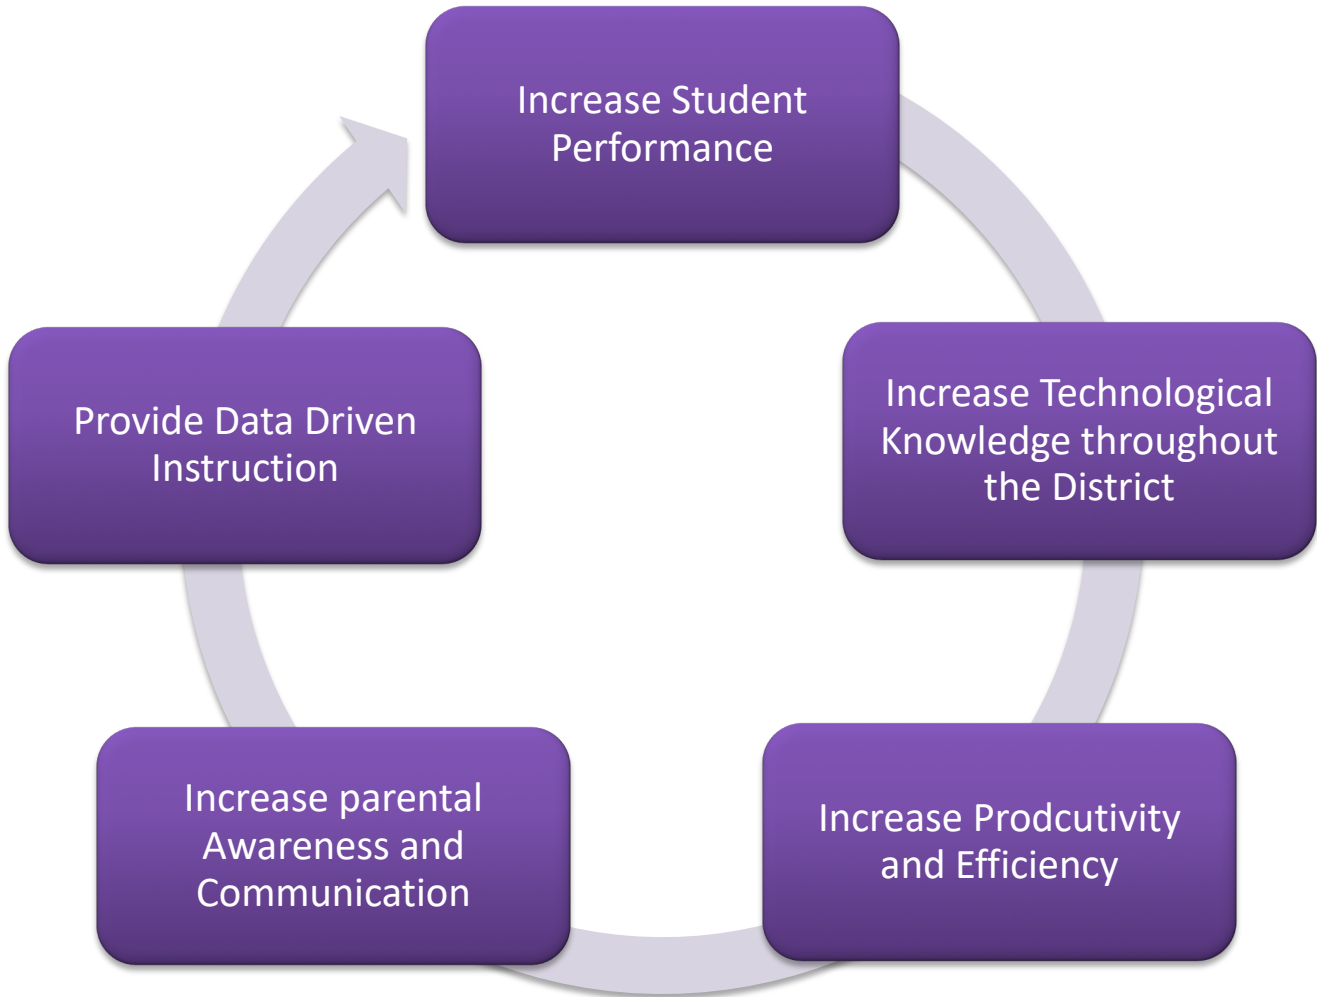 Increase Student
Performance
Increase Technological
Knowledge throughout
the District
Increase Prodcutivity
and Efficiency
Increase parental
Awareness and
Communication
Provide Data Driven
Instruction